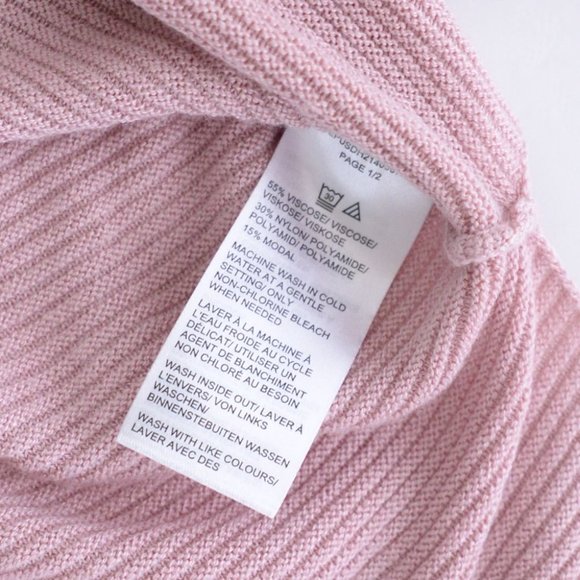 PAGE 1/2
30
55% VISCOSE/ VISCOSE/
VISKOSE/ VISKOSE
30% NYLON/ POLYAMIDE/
POLYAMID/ POLYAMIDE
15% MODAL
MACHINE WASH IN COLD
WATER AT A GENTLE
SETTING/ ONLY
NON-CHLORINE BLEACH
WHEN NEEDED
LAVER À LA MACHINE À
L'EAU FROIDE AU CYCLE
DÉLICAT/ UTILISER UN
AGENT DE BLANCHIMENT
NON CHLORÉ AU BESOIN
WASH INSIDE OUT/ LAVER À
L'ENVERS/ VON LINKS
WASCHEN/
BINNENSTEBUITEN WASSEN
WASH WITH LIKE COLOURS/
LAVER AVEC DES